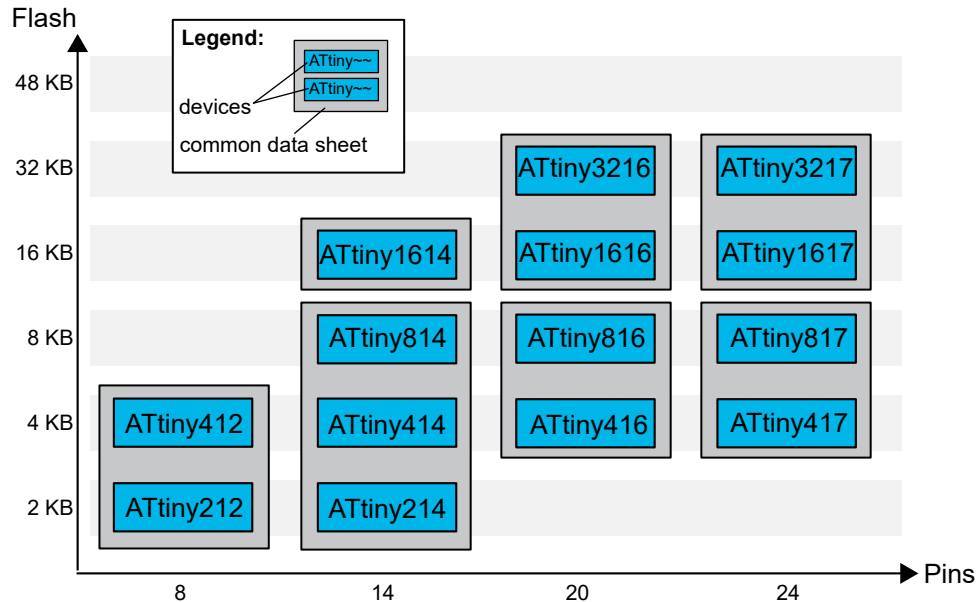 Flash
Legend:
ATtiny~~
ATtiny~~
devices
common data sheet
48 KB
32 KB
ATtiny3216
ATtiny3217
16 KB
ATtiny1614
ATtiny1616
ATtiny1617
8 KB
ATtiny814
ATtiny816
ATtiny817
4 KB
ATtiny412
ATtiny414
ATtiny416
ATtiny417
2 KB
ATtiny212
ATtiny214
8
14
20
24
Pins